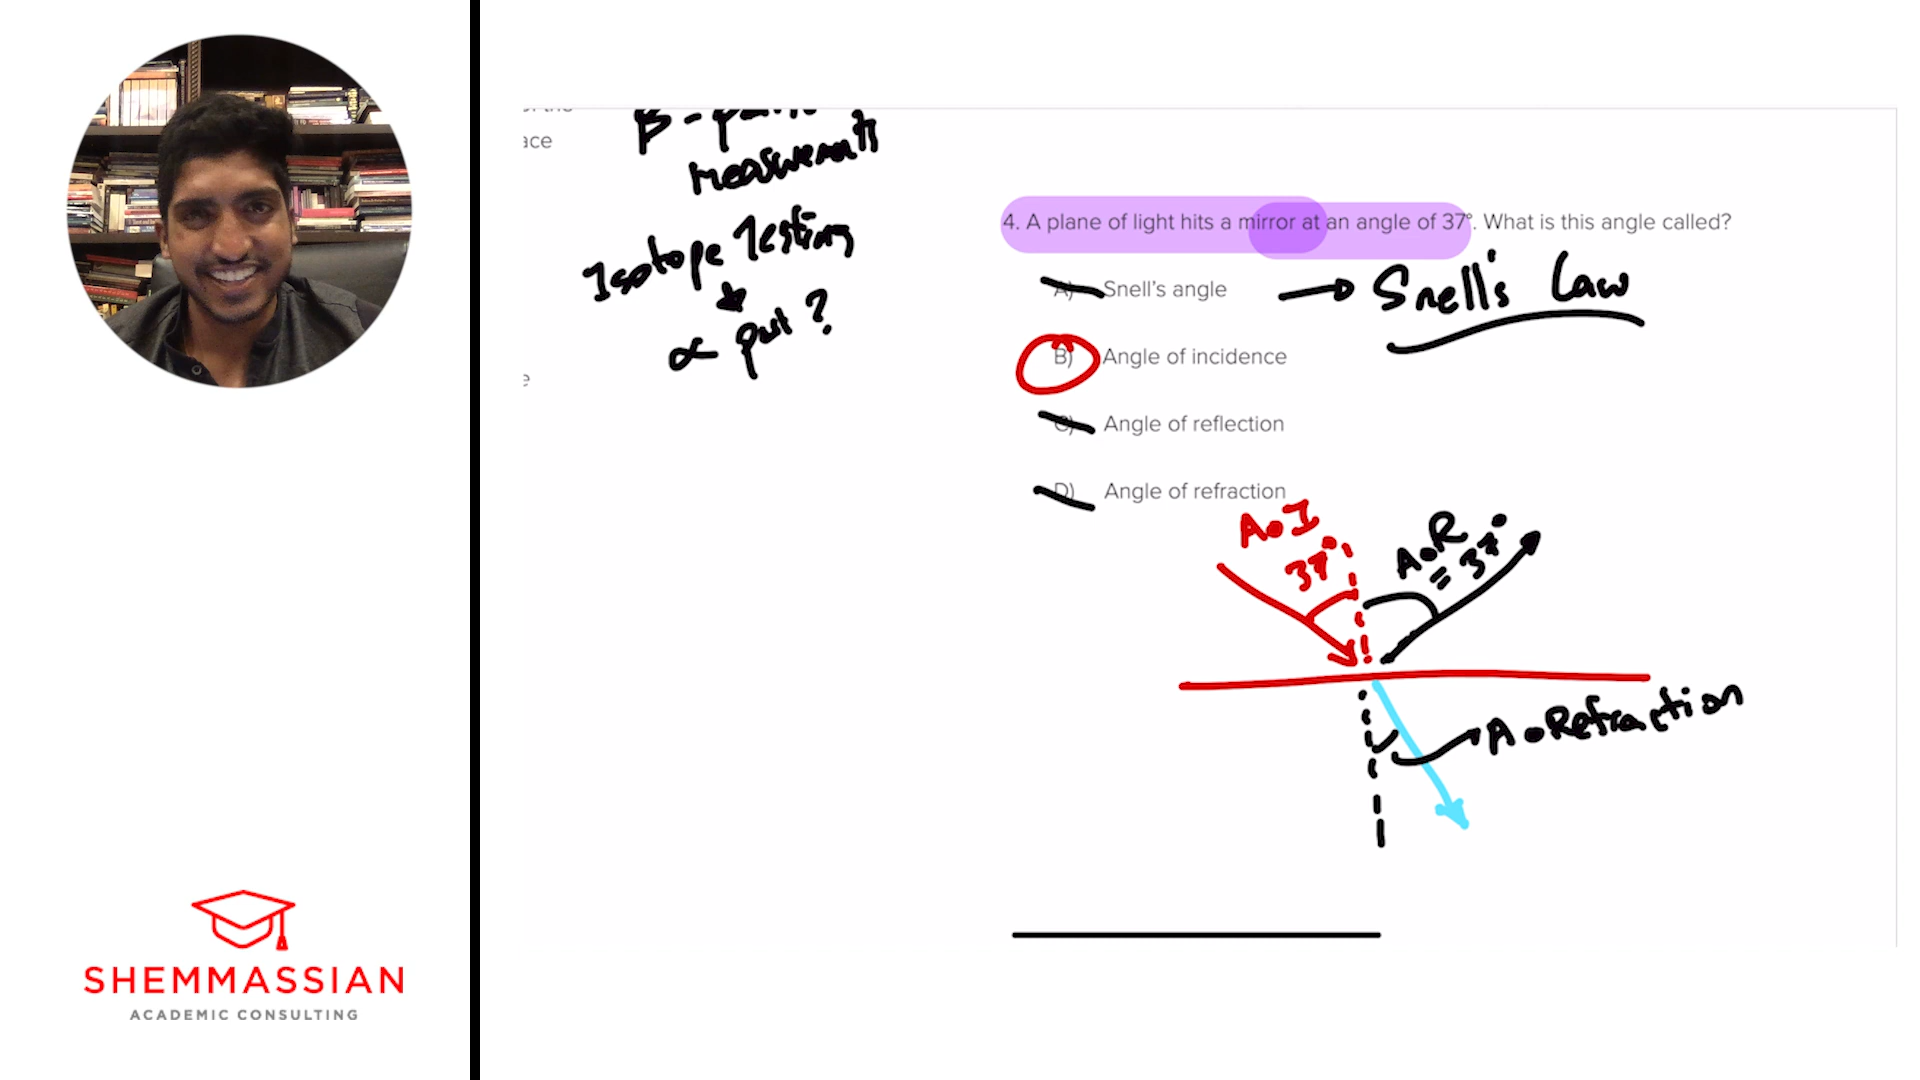 ace
β - 
measurements
Isotope Testing
α part ?
e
4. A plane of light hits a mirror at an angle of 37°. What is this angle called?
A) Snell's angle
Snell's Law
B) Angle of incidence
C) Angle of reflection
D) Angle of refraction
AoI
37°
AoR
= 37°
AoRefraction
SHEMMASSIAN
ACADEMIC CONSULTING